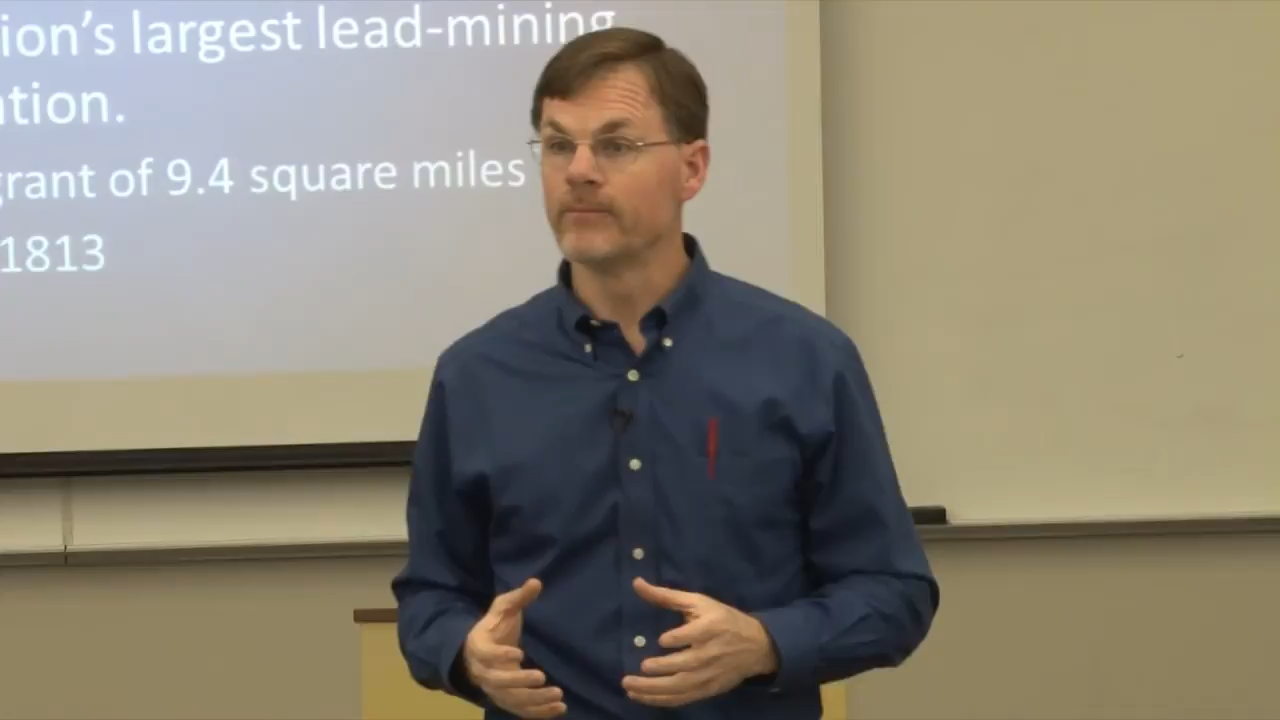 ion's largest lead-mining
ation.
grant of 9.4 square miles
1813